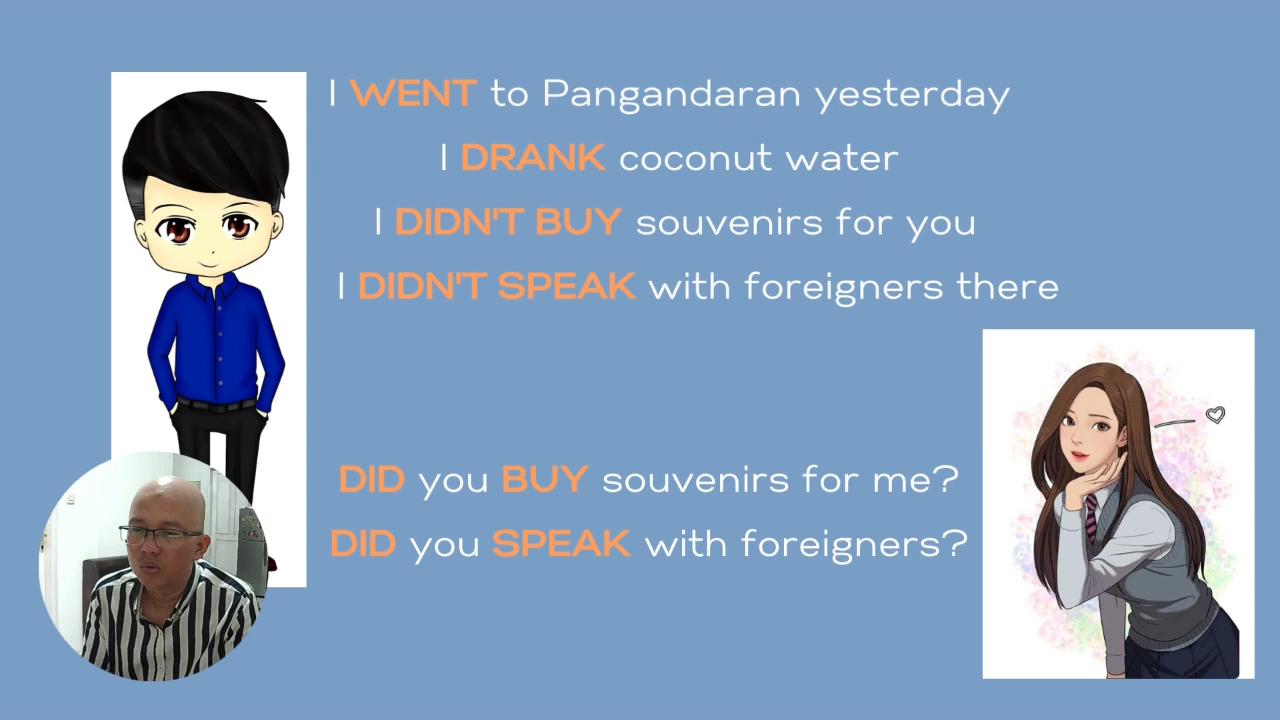 I WENT to Pangandaran yesterday
I DRANK coconut water
I DIDN'T BUY souvenirs for you
I DIDN'T SPEAK with foreigners there
DID you BUY souvenirs for me?
DID you SPEAK with foreigners?